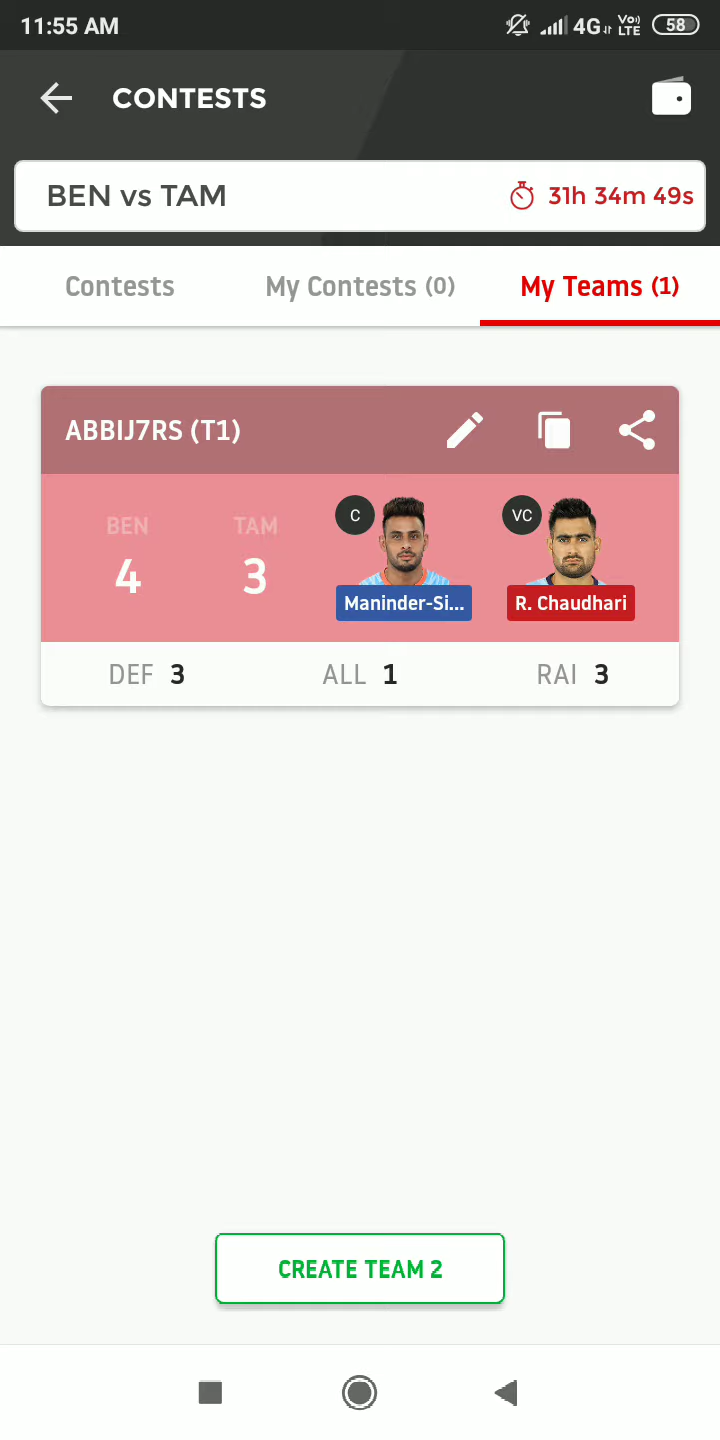 11:55 AM 4G Vo) LTE 58
CONTESTS
BEN vs TAM 31h 34m 49s
Contests My Contests (0) My Teams (1)
ABBIJ7RS (T1)
C VC
BEN TAM
4 3
Maninder-Si... R. Chaudhari
DEF 3 ALL 1 RAI 3
CREATE TEAM 2